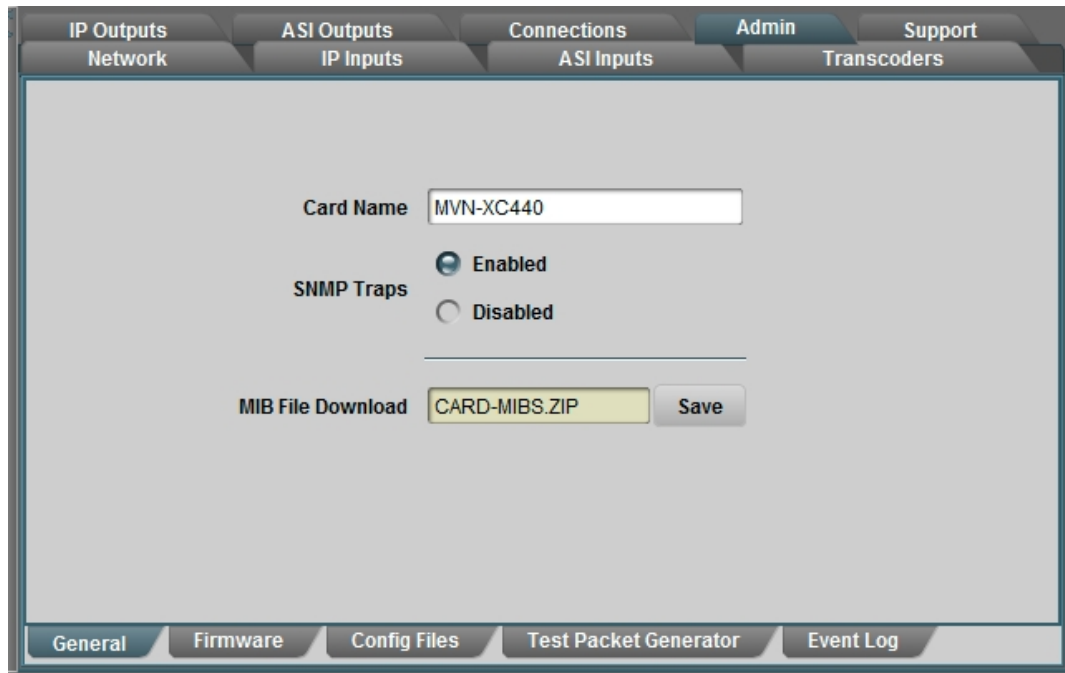 IP Outputs ASI Outputs Connections Admin Support
Network IP Inputs ASI Inputs Transcoders
Card Name MVN-XC440
SNMP Traps
Enabled
Disabled
MIB File Download CARD-MIBS.ZIP Save
General Firmware Config Files Test Packet Generator Event Log